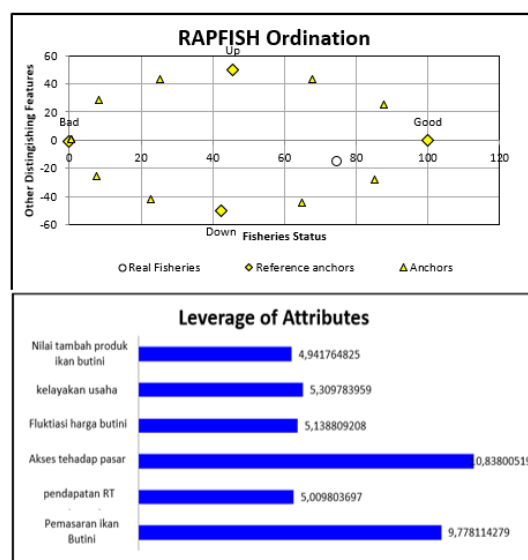 RAPFISH Ordination
Up
60
40
20
0
-20
-40
-60
Bad
Good
0
20
40
60
80
100
120
Down
Other Distingishing Features
Fisheries Status
Real Fisheries
Reference anchors
Anchors
Leverage of Attributes
Nilai tambah produk
ikan butini
4,941764825
kelayakan usaha
5,309783959
Fluktiasi harga butini
5,138809208
Akses tehadap pasar
0,83800519
pendapatan RT
5,009803697
Pemasaran ikan
Butini
9,778114279